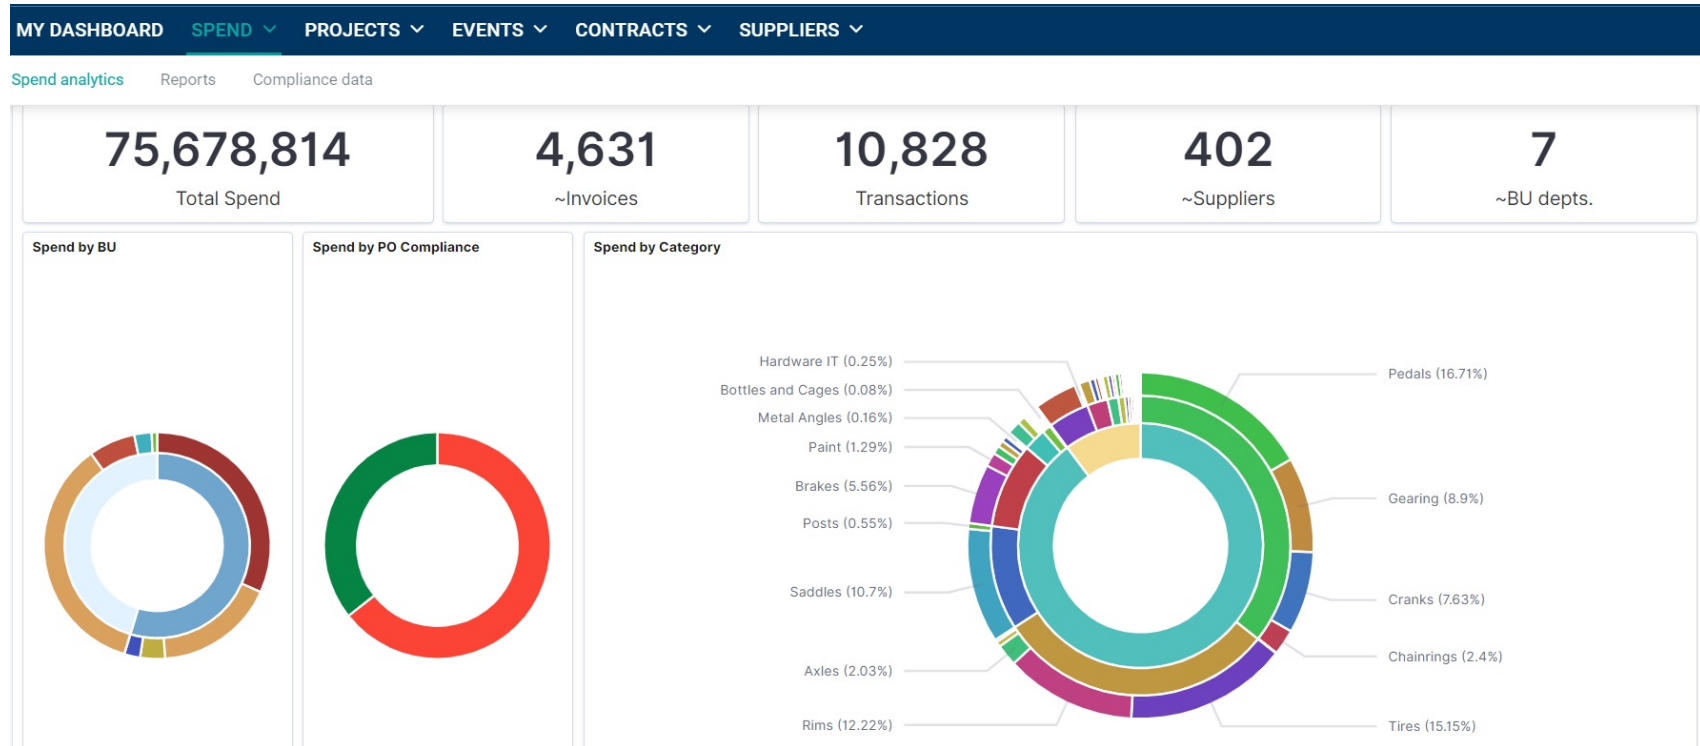 MY DASHBOARD SPEND PROJECTS EVENTS CONTRACTS SUPPLIERS
Spend analytics Reports Compliance data
75,678,814
Total Spend
4,631
~Invoices
10,828
Transactions
402
~Suppliers
7
~BU depts.
Spend by BU
Spend by PO Compliance
Spend by Category
Hardware IT (0.25%)
Bottles and Cages (0.08%)
Metal Angles (0.16%)
Paint (1.29%)
Brakes (5.56%)
Posts (0.55%)
Saddles (10.7%)
Axles (2.03%)
Rims (12.22%)
Pedals (16.71%)
Gearing (8.9%)
Cranks (7.63%)
Chainrings (2.4%)
Tires (15.15%)